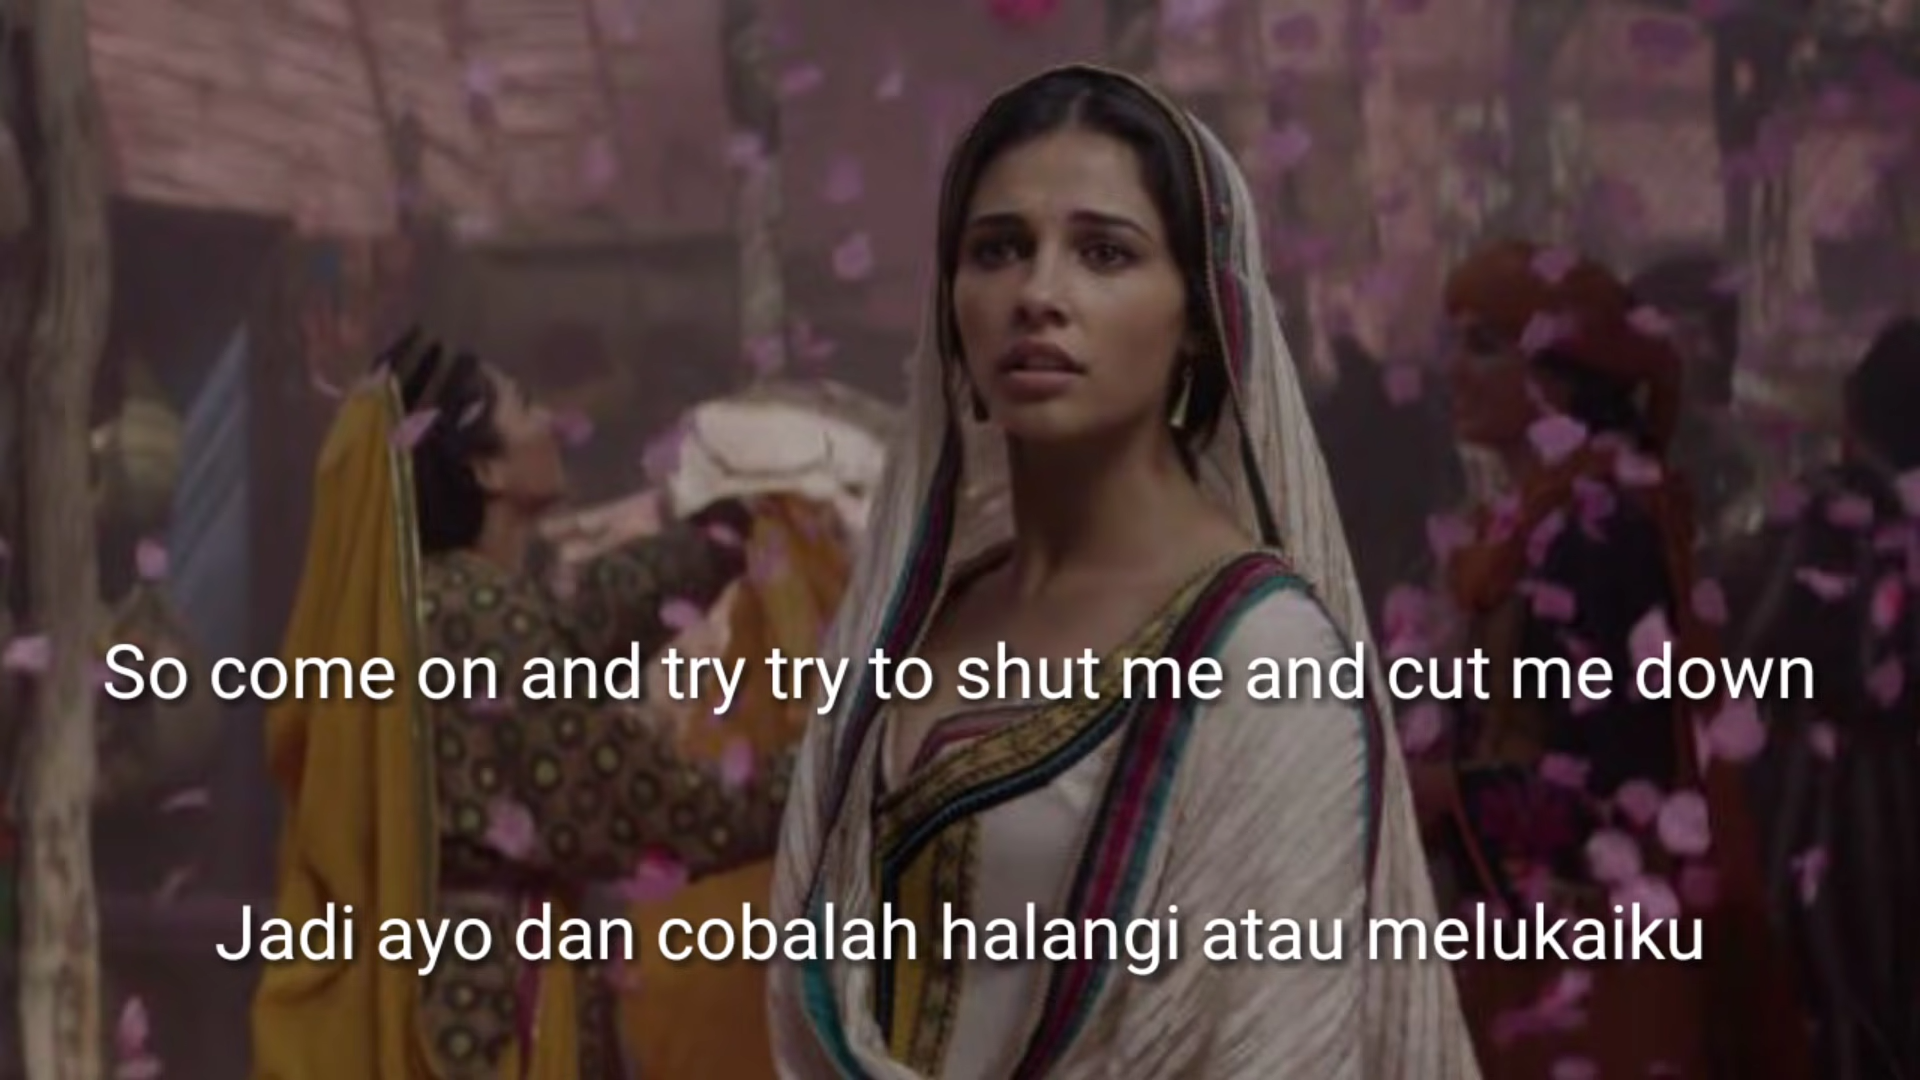 So come on and try try to shut me and cut me down
Jadi ayo dan cobalah halangi atau melukaiku